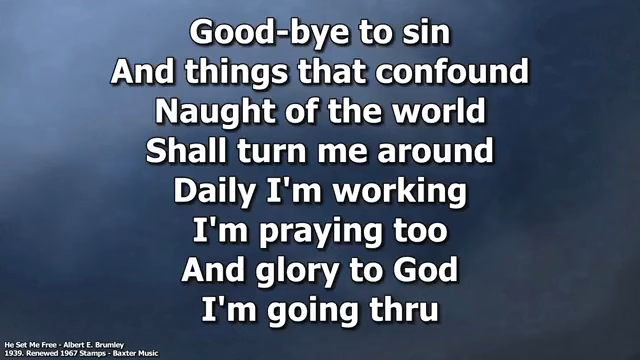 Good-bye to sin
And things that confound
Naught of the world
Shall turn me around
Daily I'm working
I'm praying too
And glory to God
I'm going thru
He Set Me Free - Albert E. Brumley
1939. Renewed 1967 Stamps - Baxter Music